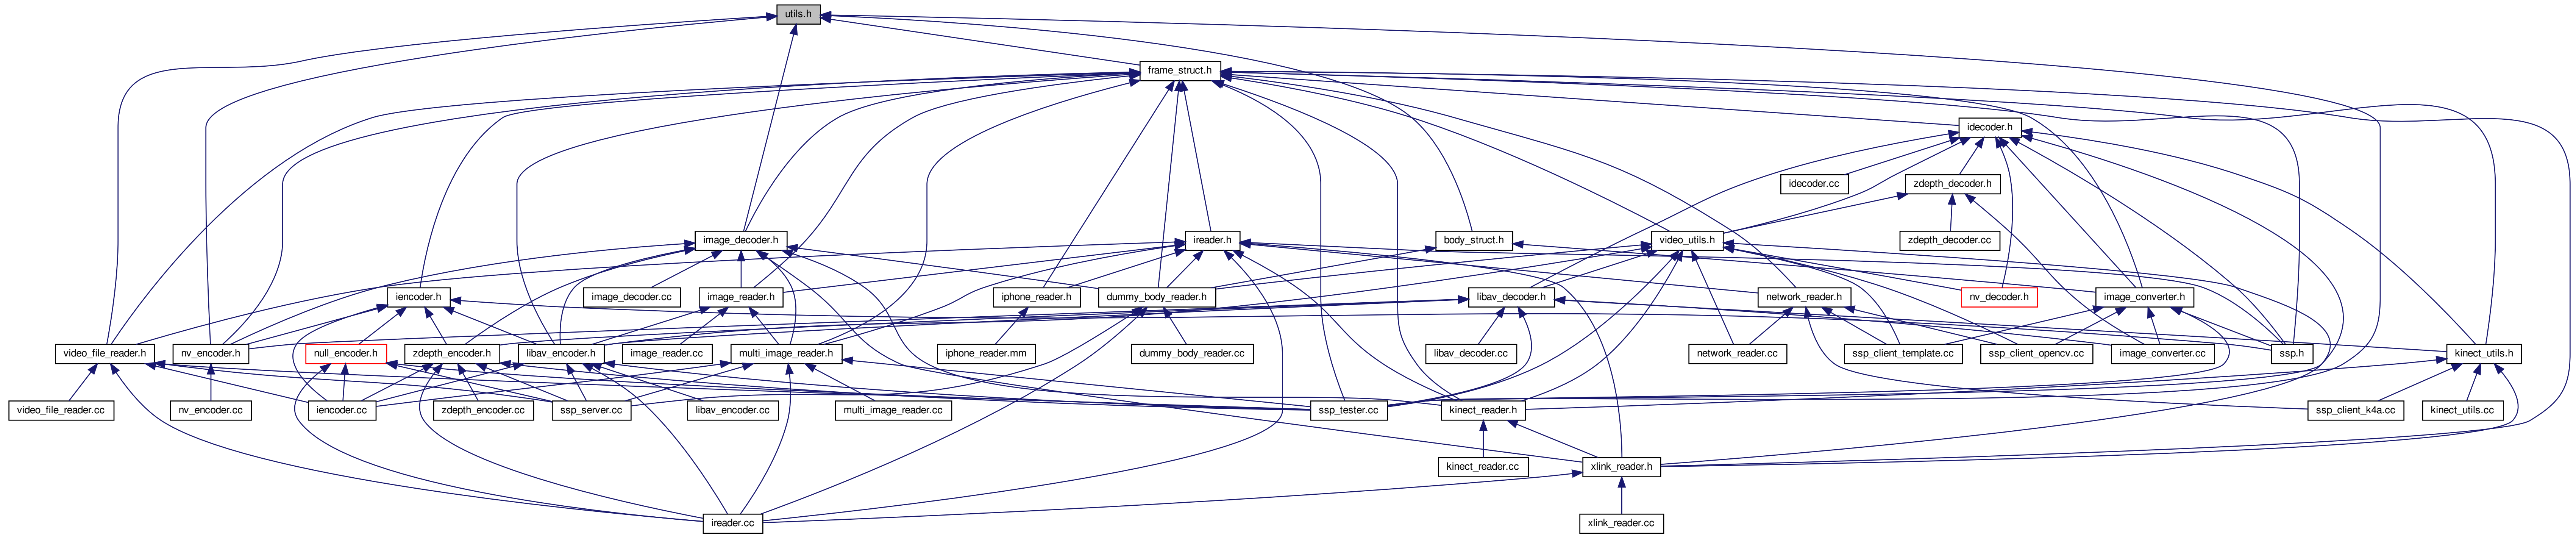 utils.h
frame_struct.h
idecoder.h
idecoder.cc
zdepth_decoder.h
image_decoder.h
ireader.h
body_struct.h
video_utils.h
zdepth_decoder.cc
iencoder.h
image_decoder.cc
image_reader.h
iphone_reader.h
dummy_body_reader.h
libav_decoder.h
network_reader.h
nv_decoder.h
image_converter.h
video_file_reader.h
nv_encoder.h
null_encoder.h
zdepth_encoder.h
libav_encoder.h
image_reader.cc
multi_image_reader.h
iphone_reader.mm
dummy_body_reader.cc
libav_decoder.cc
network_reader.cc
ssp_client_template.cc
ssp_client_opencv.cc
image_converter.cc
ssp.h
kinect_utils.h
video_file_reader.cc
nv_encoder.cc
iencoder.cc
zdepth_encoder.cc
ssp_server.cc
libav_encoder.cc
multi_image_reader.cc
ssp_tester.cc
kinect_reader.h
ssp_client_k4a.cc
kinect_utils.cc
kinect_reader.cc
xlink_reader.h
ireader.cc
xlink_reader.cc